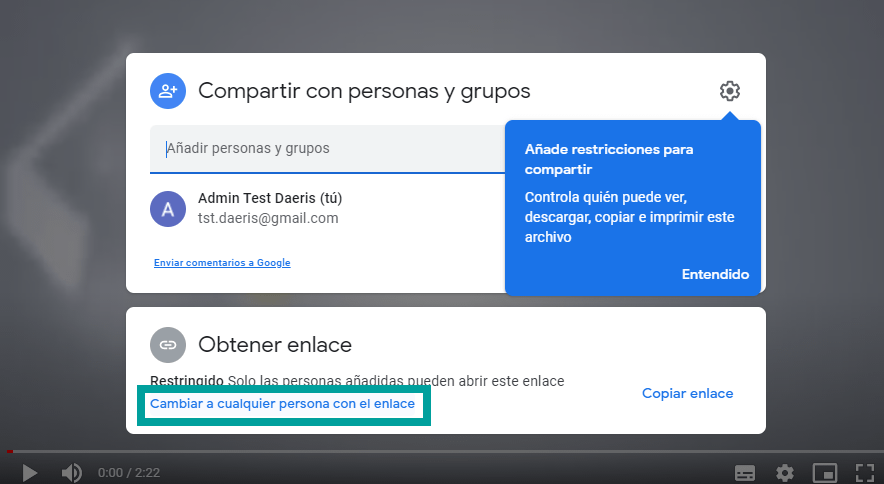 Compartir con personas y grupos
Añadir personas y grupos
Añade restricciones para
compartir
Controla quién puede ver,
descargar, copiar e imprimir este
archivo
Entendido
A
Admin Test Daeris (tú)
tst.daeris@gmail.com
Enviar comentarios a Google
Obtener enlace
Restringido Solo las personas añadidas pueden abrir este enlace
Cambiar a cualquier persona con el enlace
Copiar enlace
0:00 / 2:22